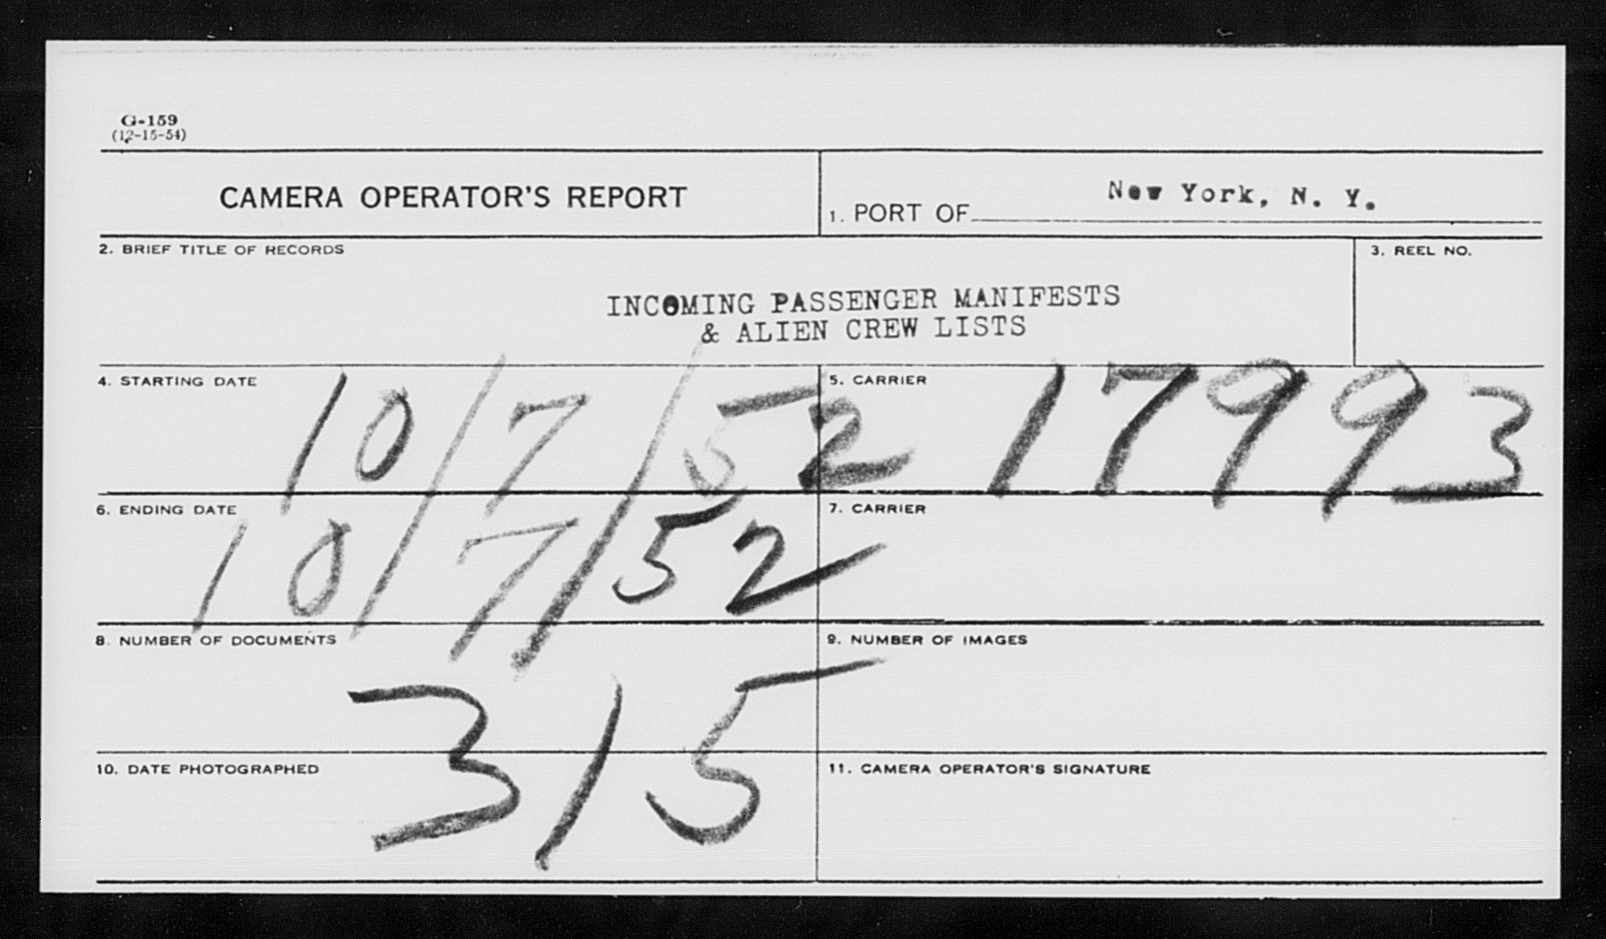 G-159
(12-15-54)
CAMERA OPERATOR'S REPORT
1. PORT OF New York, N. Y.
2. BRIEF TITLE OF RECORDS
3. REEL NO.
INCOMING PASSENGER MANIFESTS
& ALIEN CREW LISTS
4. STARTING DATE
10/7/52
5. CARRIER
17993
6. ENDING DATE
10/7/52
7. CARRIER
8. NUMBER OF DOCUMENTS
315
9. NUMBER OF IMAGES
10. DATE PHOTOGRAPHED
11. CAMERA OPERATOR'S SIGNATURE